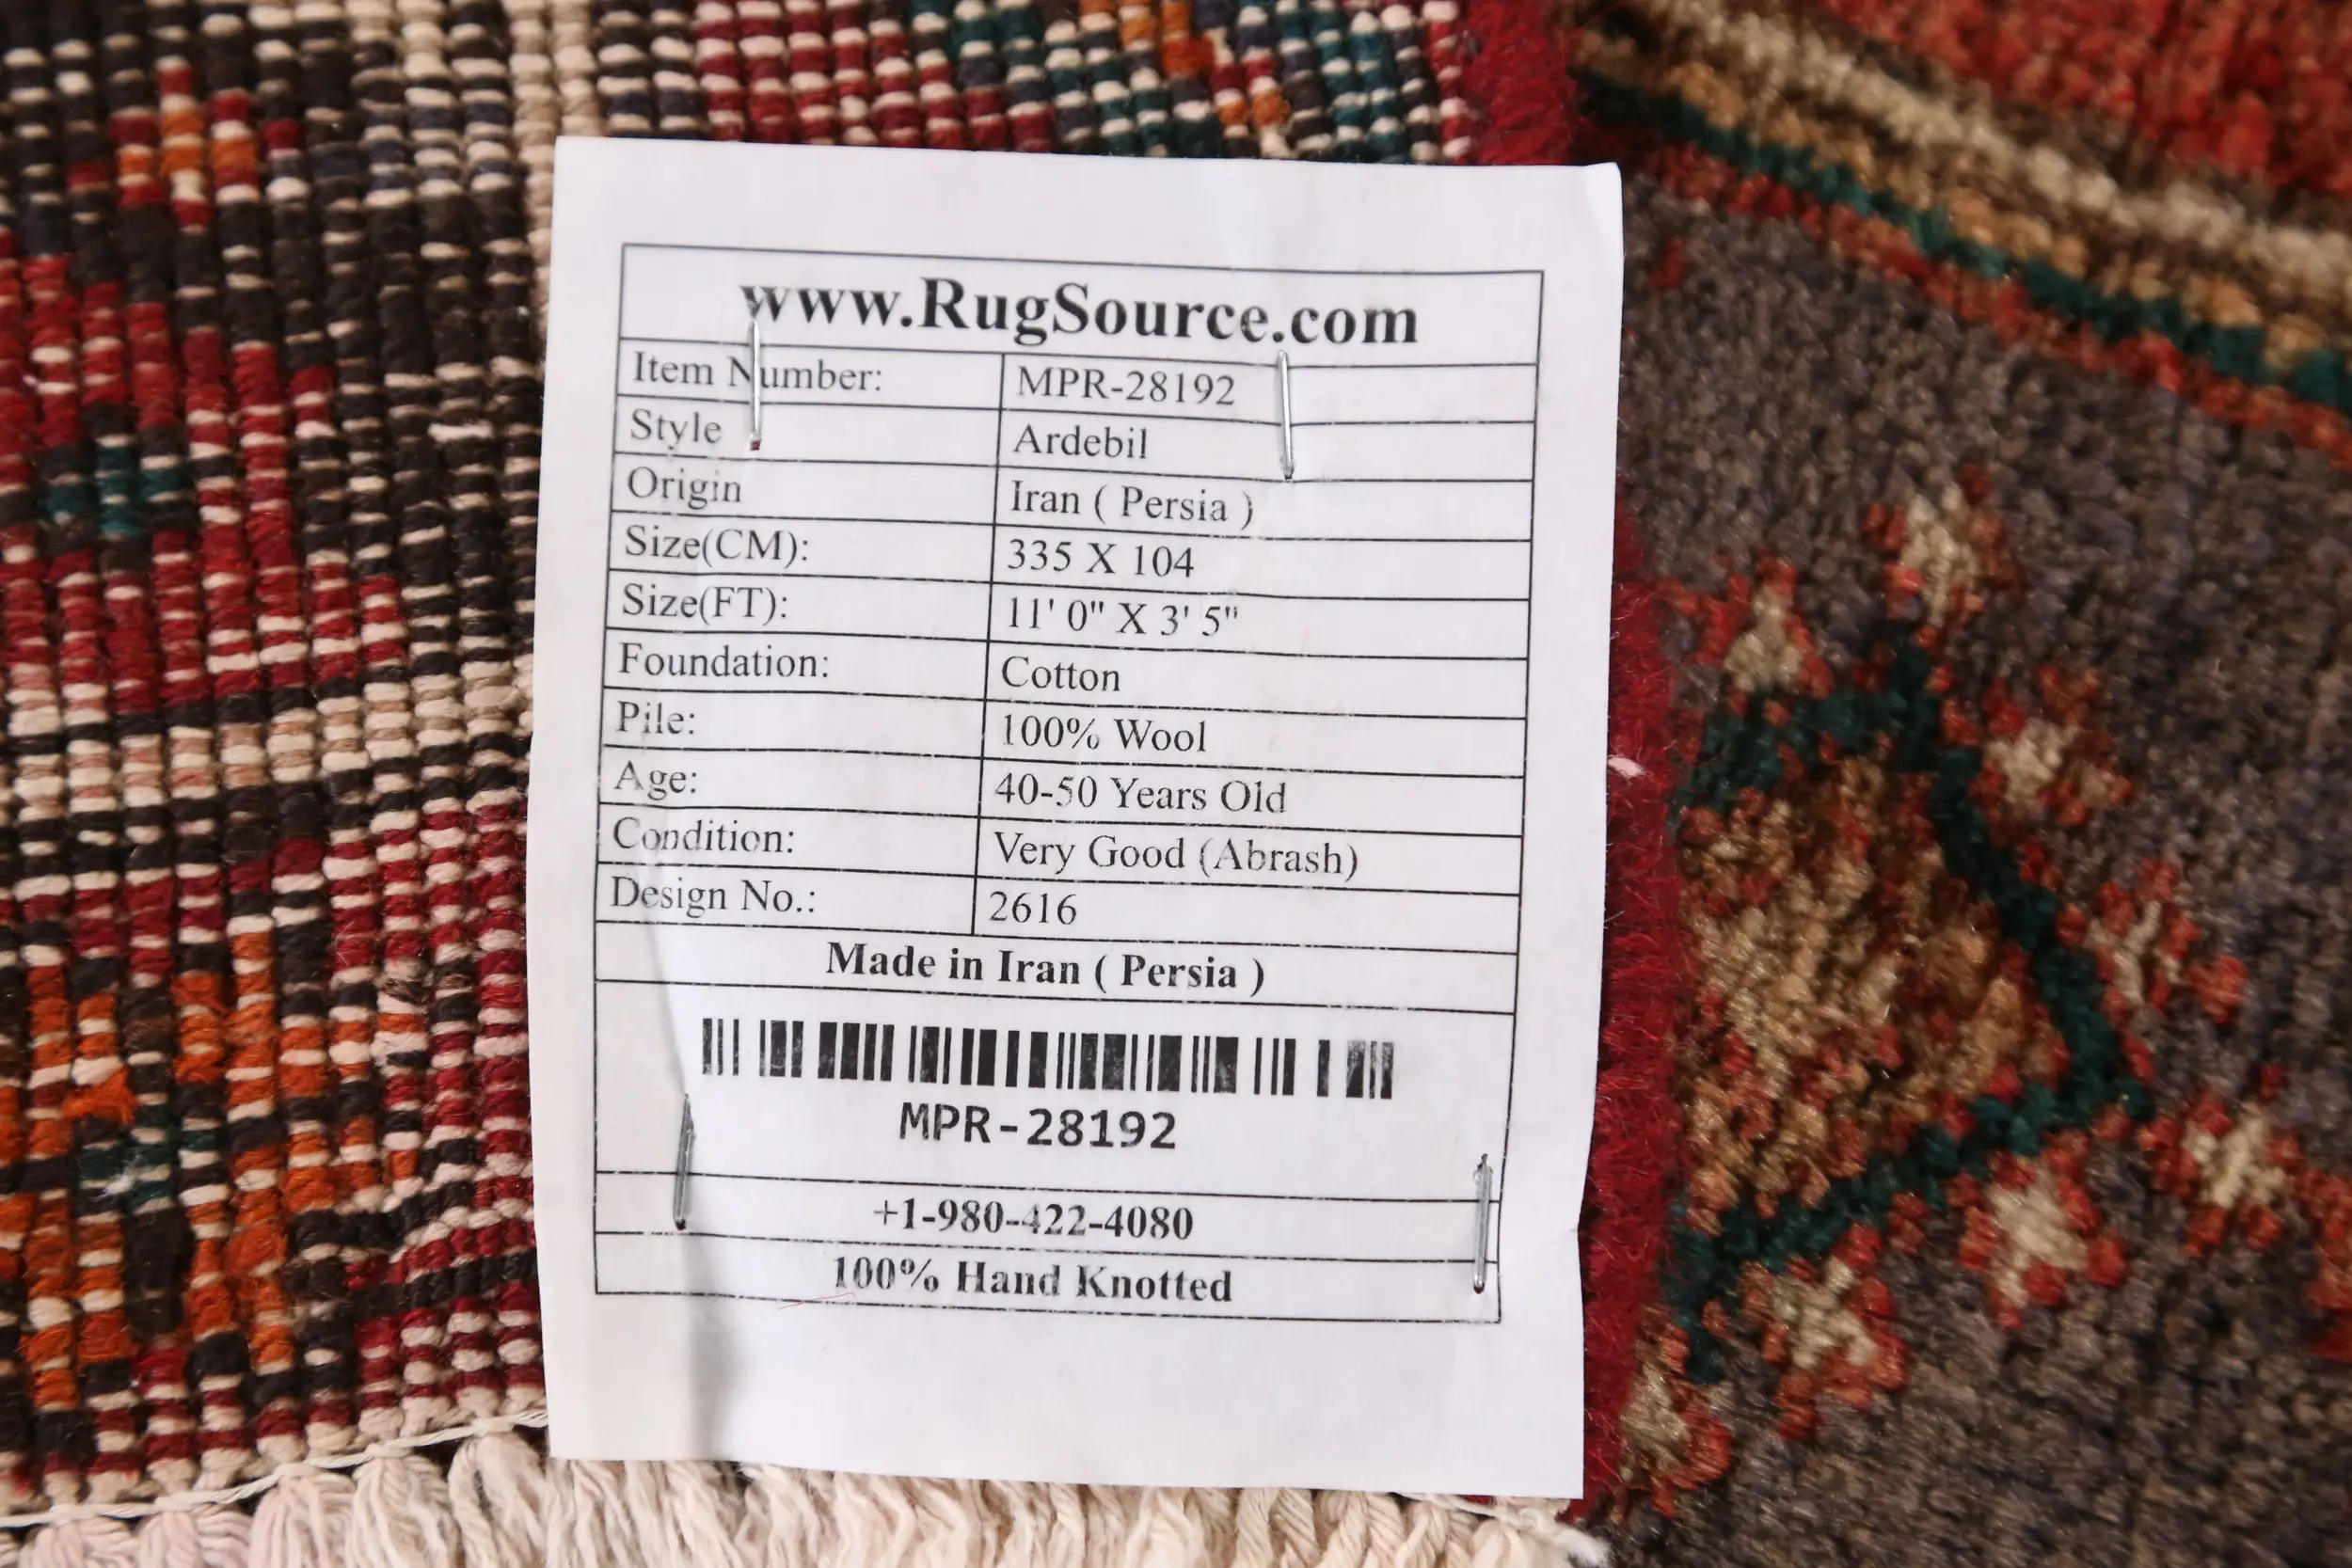 www.RugSource.com
Item Number: MPR-28192
Style Ardebil
Origin Iran ( Persia )
Size(CM): 335 X 104
Size(FT): 11' 0" X 3' 5"
Foundation: Cotton
Pile: 100% Wool
Age: 40-50 Years Old
Condition: Very Good (Abrash)
Design No.: 2616
Made in Iran ( Persia )
MPR-28192
+1-980-422-4080
100% Hand Knotted